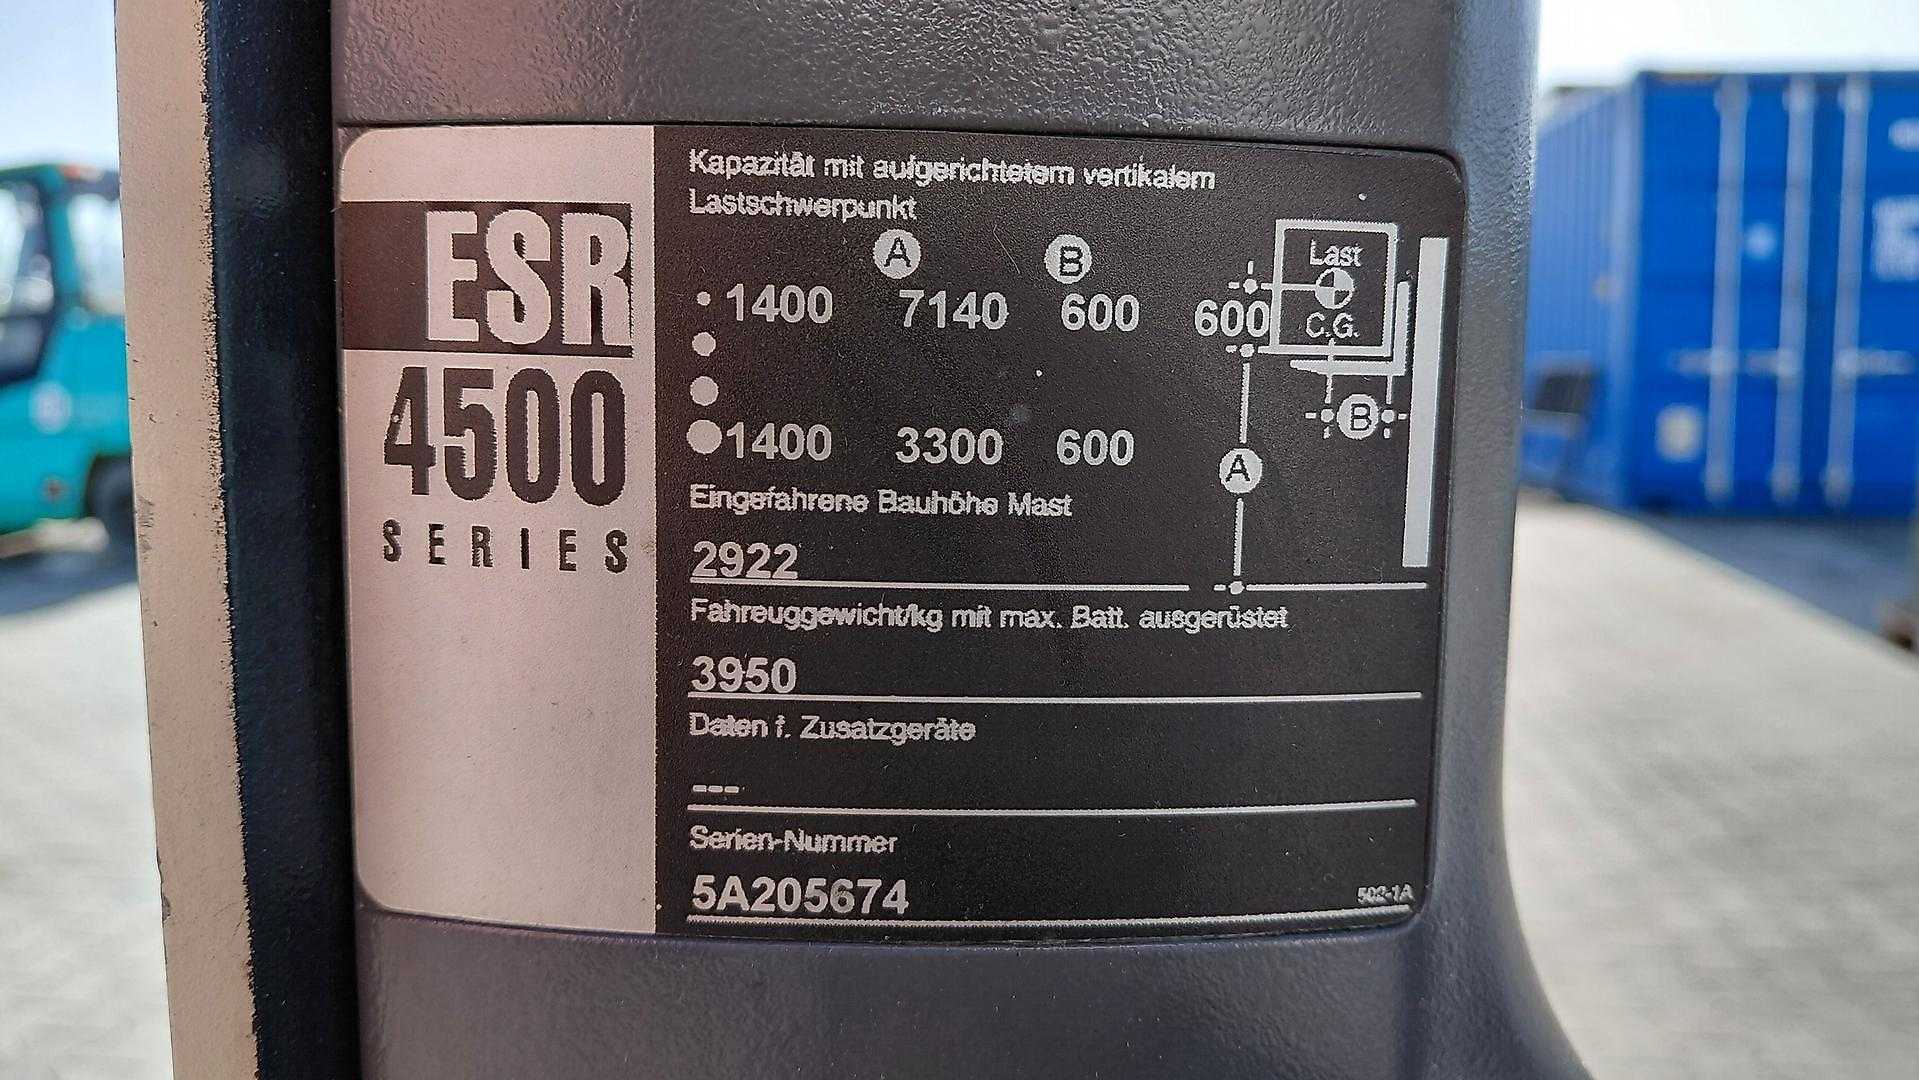 ESR
4500
SERIES
Kapazität mit aufgerichtetem vertikalem
Lastschwerpunkt
A B
1400 7140 600 600
Last
C.G.
1400 3300 600
B
A
Eingefahrene Bauhöhe Mast
2922
Fahreuggewicht/kg mit max. Batt. ausgerüstet
3950
Daten f. Zusatzgeräte
---
Serien-Nummer
5A205674
502-1A